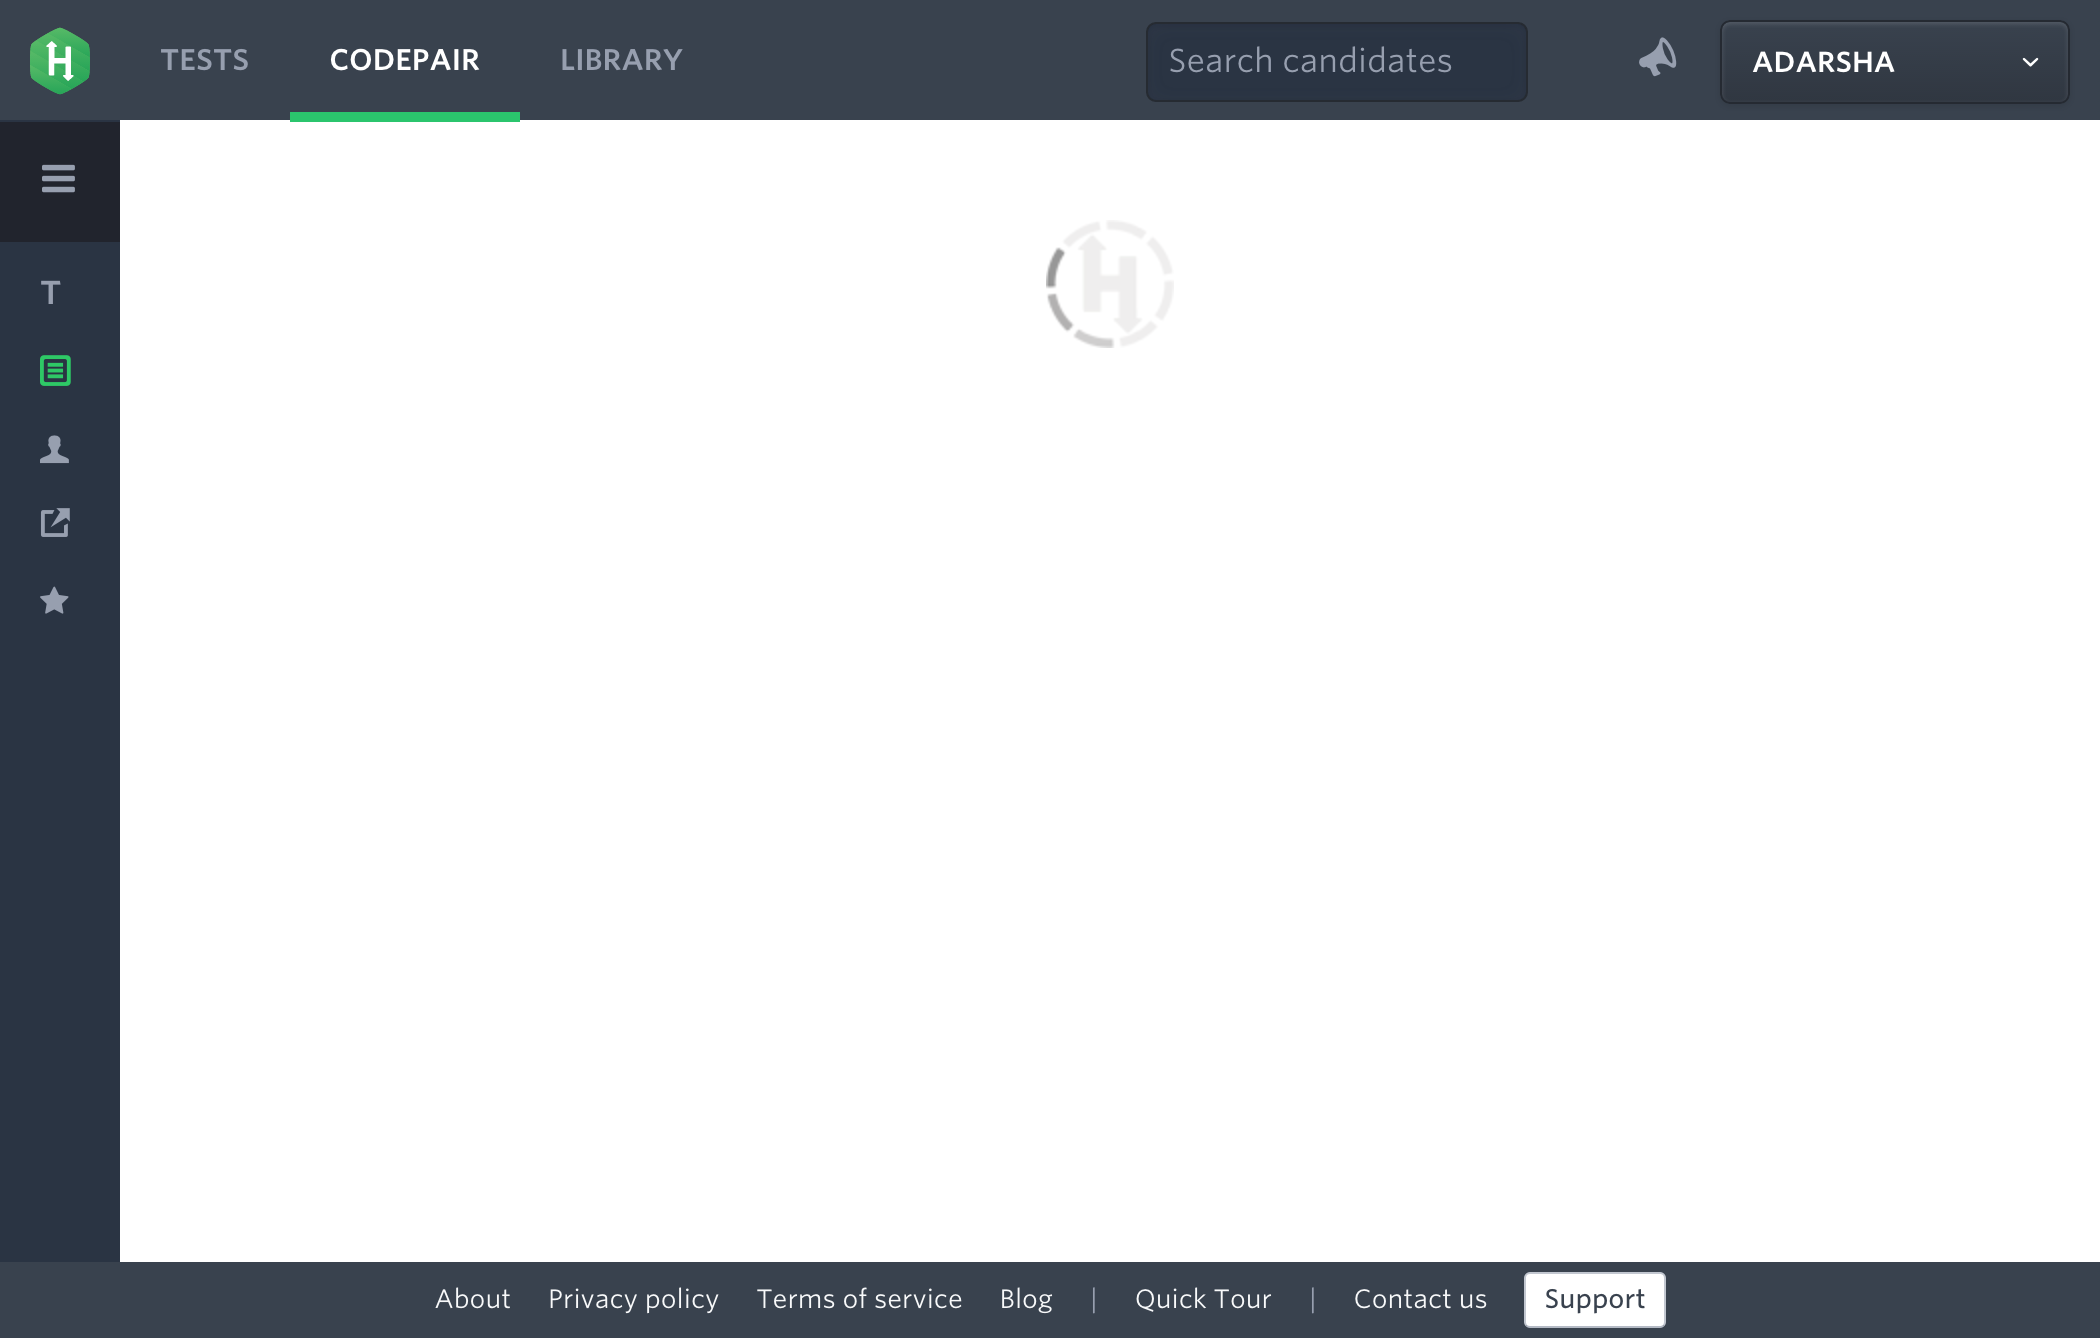 H TESTS CODEPAIR LIBRARY Search candidates ADARSHA
H
T
About Privacy policy Terms of service Blog | Quick Tour | Contact us Support